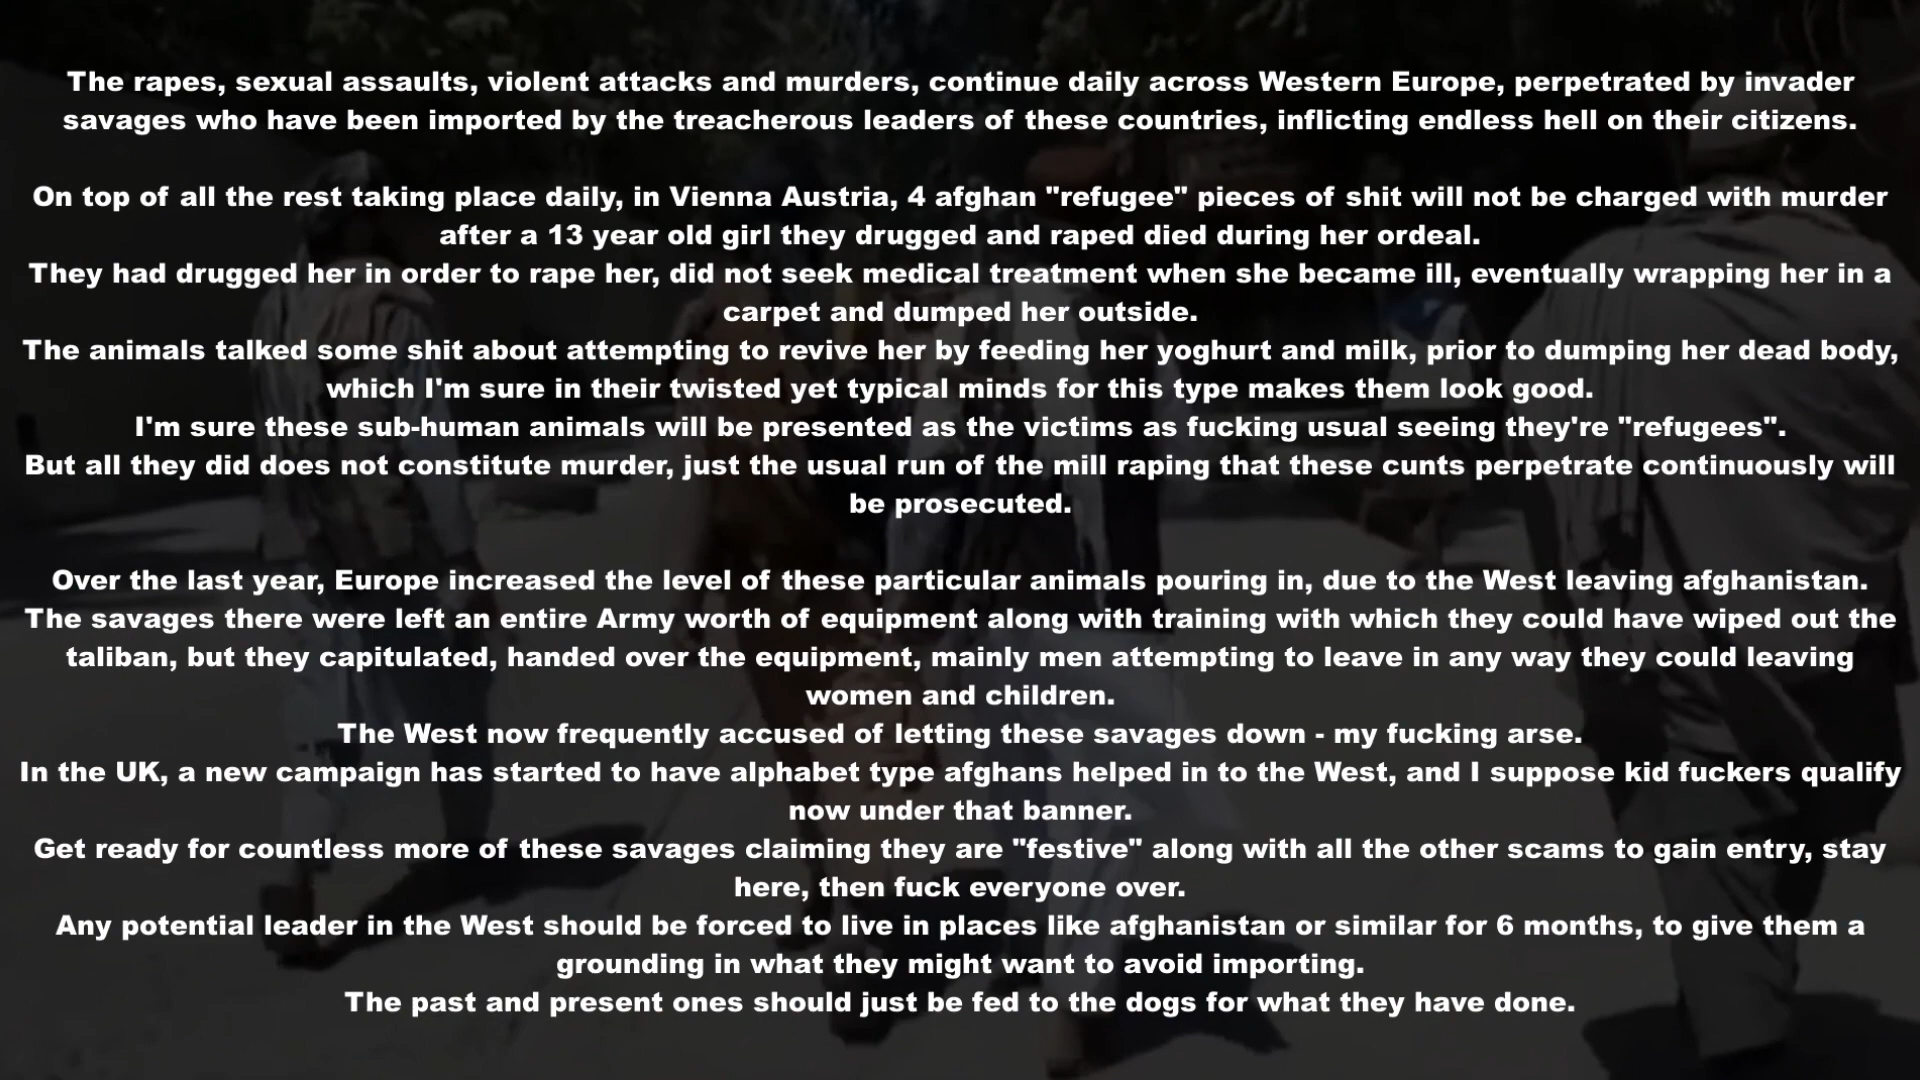 The rapes, sexual assaults, violent attacks and murders, continue daily across Western Europe, perpetrated by invader
savages who have been imported by the treacherous leaders of these countries, inflicting endless hell on their citizens.
On top of all the rest taking place daily, in Vienna Austria, 4 afghan "refugee" pieces of shit will not be charged with murder
after a 13 year old girl they drugged and raped died during her ordeal.
They had drugged her in order to rape her, did not seek medical treatment when she became ill, eventually wrapping her in a
carpet and dumped her outside.
The animals talked some shit about attempting to revive her by feeding her yoghurt and milk, prior to dumping her dead body,
which I'm sure in their twisted yet typical minds for this type makes them look good.
I'm sure these sub-human animals will be presented as the victims as fucking usual seeing they're "refugees".
But all they did does not constitute murder, just the usual run of the mill raping that these cunts perpetrate continuously will
be prosecuted.
Over the last year, Europe increased the level of these particular animals pouring in, due to the West leaving afghanistan.
The savages there were left an entire Army worth of equipment along with training with which they could have wiped out the
taliban, but they capitulated, handed over the equipment, mainly men attempting to leave in any way they could leaving
women and children.
The West now frequently accused of letting these savages down - my fucking arse.
In the UK, a new campaign has started to have alphabet type afghans helped in to the West, and I suppose kid fuckers qualify
now under that banner.
Get ready for countless more of these savages claiming they are "festive" along with all the other scams to gain entry, stay
here, then fuck everyone over.
Any potential leader in the West should be forced to live in places like afghanistan or similar for 6 months, to give them a
grounding in what they might want to avoid importing.
The past and present ones should just be fed to the dogs for what they have done.